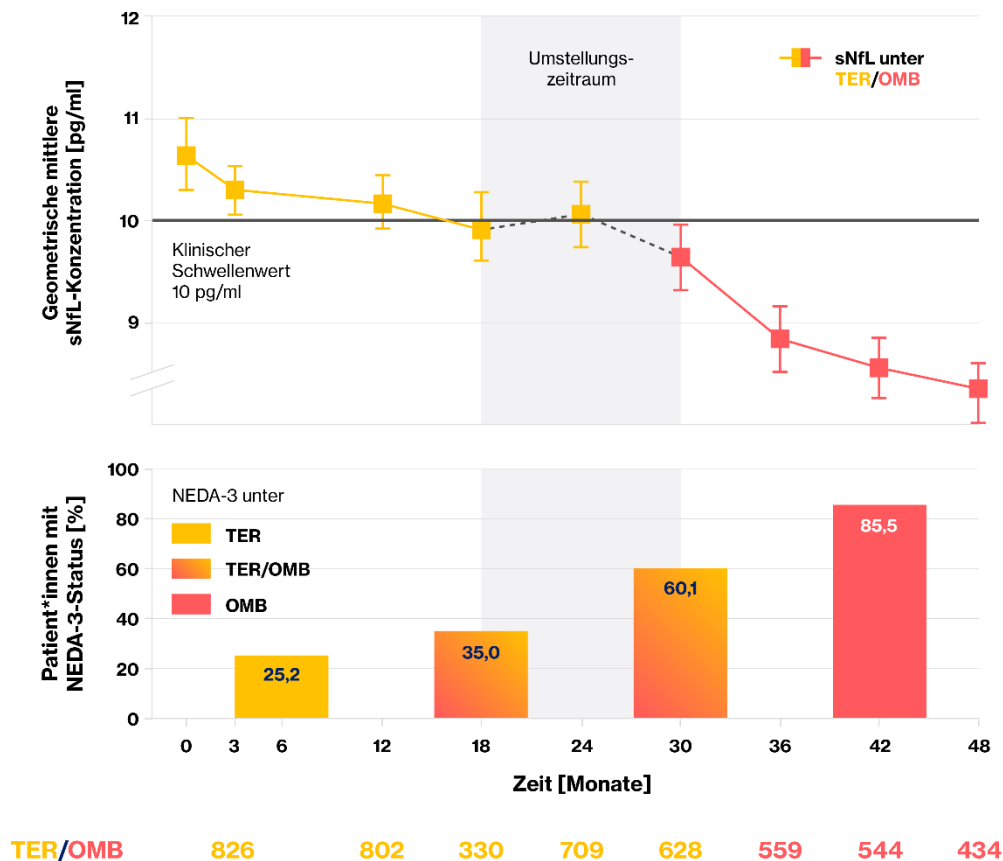 12
11
10
9
Geometrische mittlere
sNfL-Konzentration [pg/ml]
Umstellungs-
zeitraum
sNfL unter
TER/OMB
Klinischer
Schwellenwert
10 pg/ml
100
80
60
40
20
0
Patient*innen mit
NEDA-3-Status [%]
NEDA-3 unter
TER
TER/OMB
OMB
25,2
35,0
60,1
85,5
0 3 6 12 18 24 30 36 42 48
Zeit [Monate]
TER/OMB 826 802 330 709 628 559 544 434